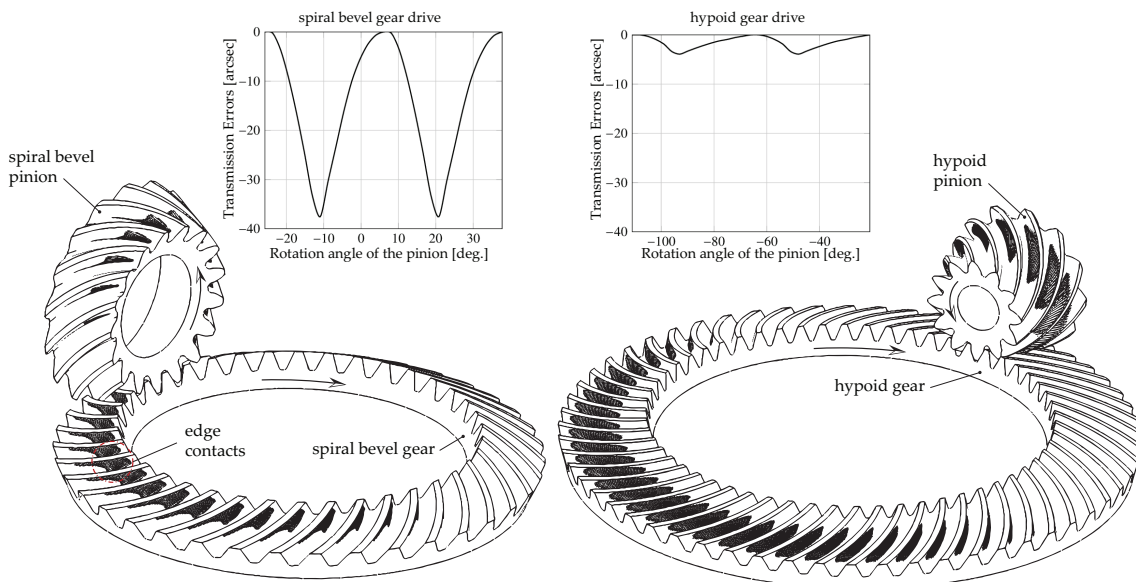 spiral bevel gear drive
Transmission Errors [arcsec]
0
−10
−20
−30
−40
−20
−10
0
10
20
30
Rotation angle of the pinion [deg.]
hypoid gear drive
Transmission Errors [arcsec]
0
−10
−20
−30
−40
−100
−80
−60
−40
Rotation angle of the pinion [deg.]
spiral bevel
pinion
hypoid
pinion
edge
contacts
spiral bevel gear
hypoid gear